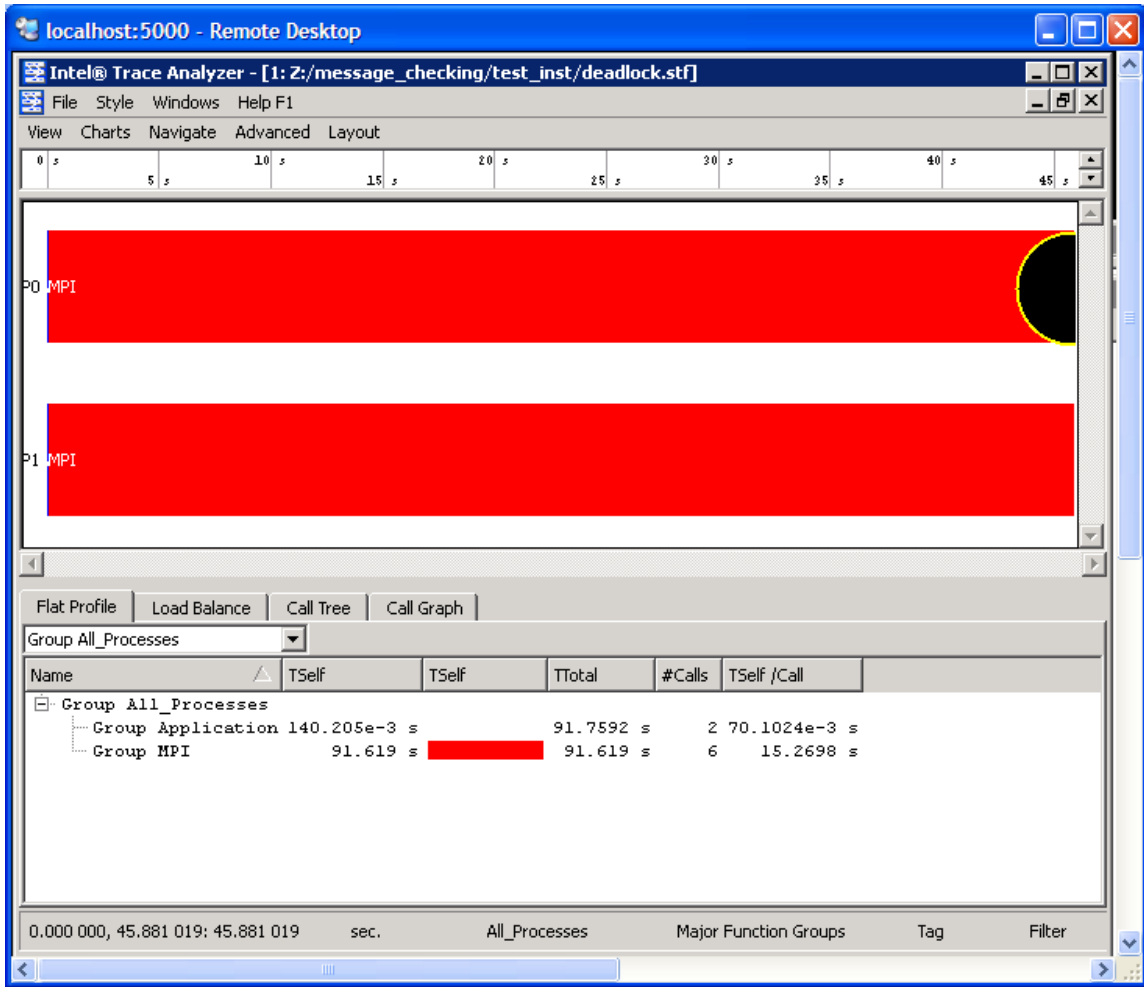 localhost:5000 - Remote Desktop
Intel® Trace Analyzer - [1: Z:/message_checking/test_inst/deadlock.stf]
File Style Windows Help F1
View Charts Navigate Advanced Layout
0 s 10 s 20 s 30 s 40 s
5 s 15 s 25 s 35 s 45 s
P0 MPI
P1 MPI
Flat Profile Load Balance Call Tree Call Graph
Group All_Processes
Name TSelf TSelf TTotal #Calls TSelf /Call
Group All_Processes
Group Application 140.205e-3 s 91.7592 s 2 70.1024e-3 s
Group MPI 91.619 s 91.619 s 6 15.2698 s
0.000 000, 45.881 019: 45.881 019 sec. All_Processes Major Function Groups Tag Filter